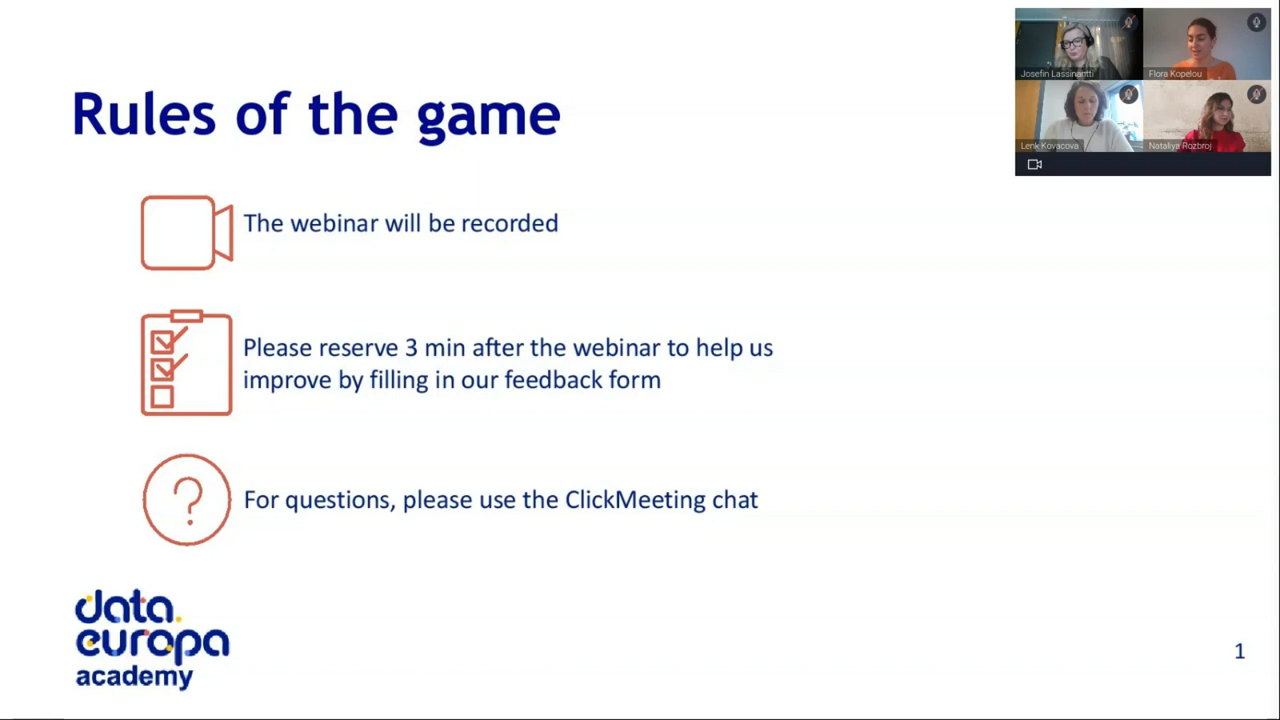 Rules of the game
The webinar will be recorded
Please reserve 3 min after the webinar to help us
improve by filling in our feedback form
For questions, please use the ClickMeeting chat
data.
europa
academy
1
Josefin Lassinantti
Flora Kopelou
Lenk Kovacova
Nataliya Rozbroj